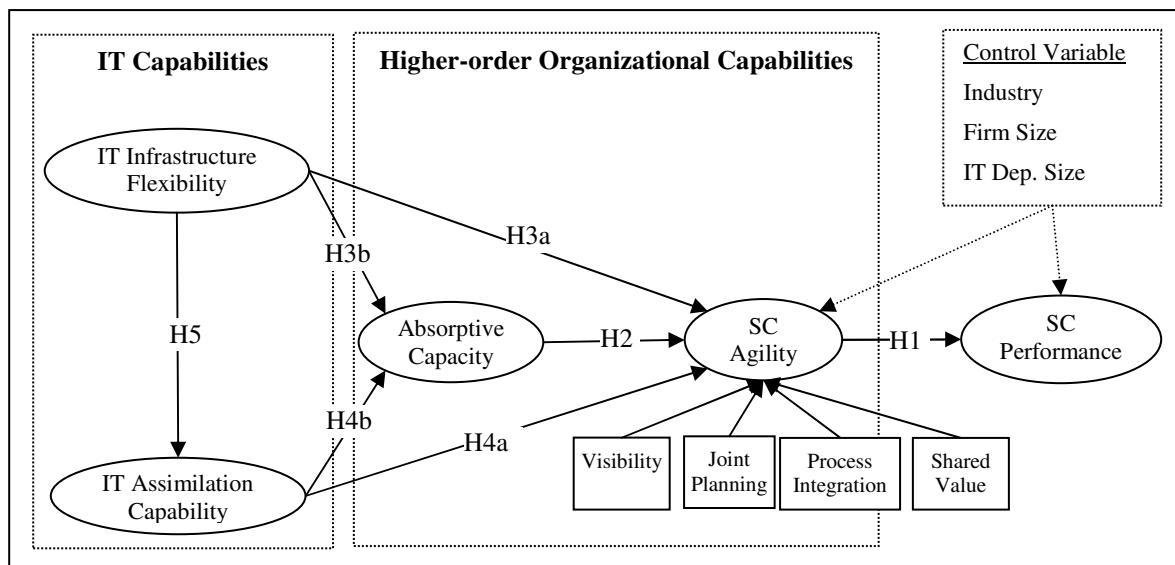 IT Capabilities
Higher-order Organizational Capabilities
Control Variable
Industry
Firm Size
IT Dep. Size
IT Infrastructure
Flexibility
H3a
H3b
H5
Absorptive
Capacity
H2
SC
Agility
H1
SC
Performance
H4b
H4a
IT Assimilation
Capability
Visibility
Joint
Planning
Process
Integration
Shared
Value